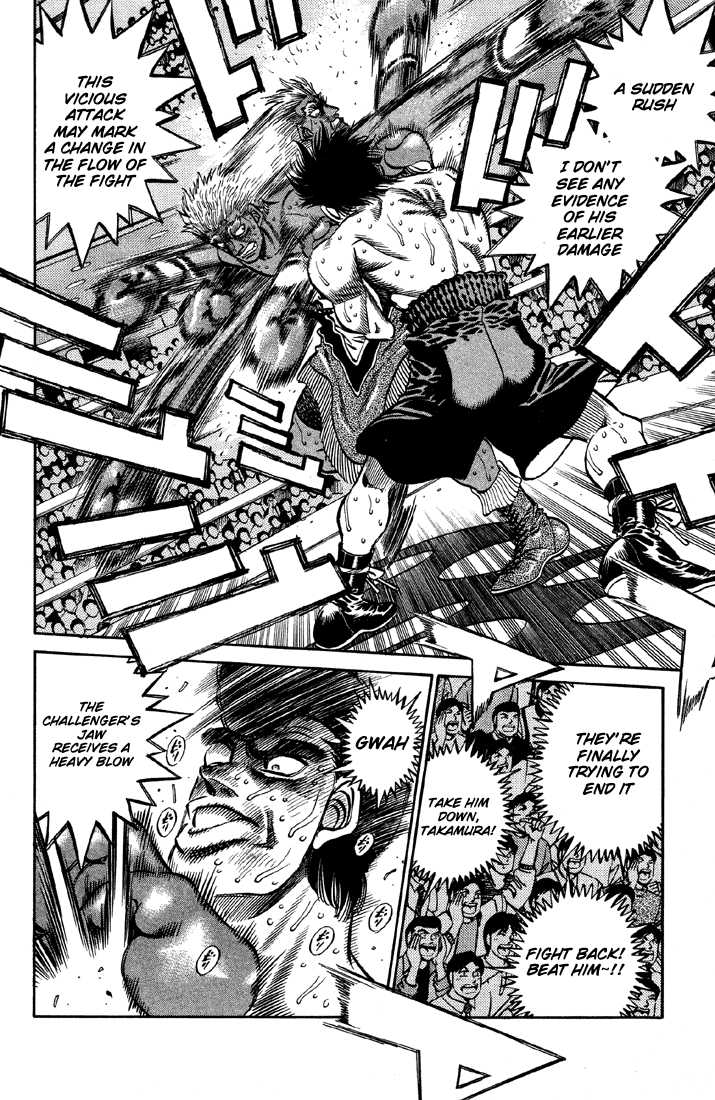 A SUDDEN
RUSH
I DON'T
SEE ANY
EVIDENCE
OF HIS
EARLIER
DAMAGE
THIS
VICIOUS
ATTACK
MAY MARK
A CHANGE IN
THE FLOW OF
THE FIGHT
THEY'RE
FINALLY
TRYING TO
END IT
TAKE HIM
DOWN,
TAKAMURA!
FIGHT BACK!
BEAT HIM~!!
GWAH
THE
CHALLENGER'S
JAW
RECEIVES A
HEAVY BLOW